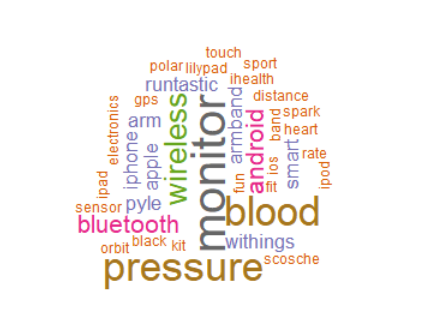 touch
polar
lilypad
sport
runtastic
ihealth
gps
distance
electronics
arm
wireless
monitor
armband
android
band
spark
heart
iphone
apple
smart
rate
ios
ipad
fun
fit
ipod
sensor
pyle
blood
bluetooth
orbit
black
kit
withings
scosche
pressure